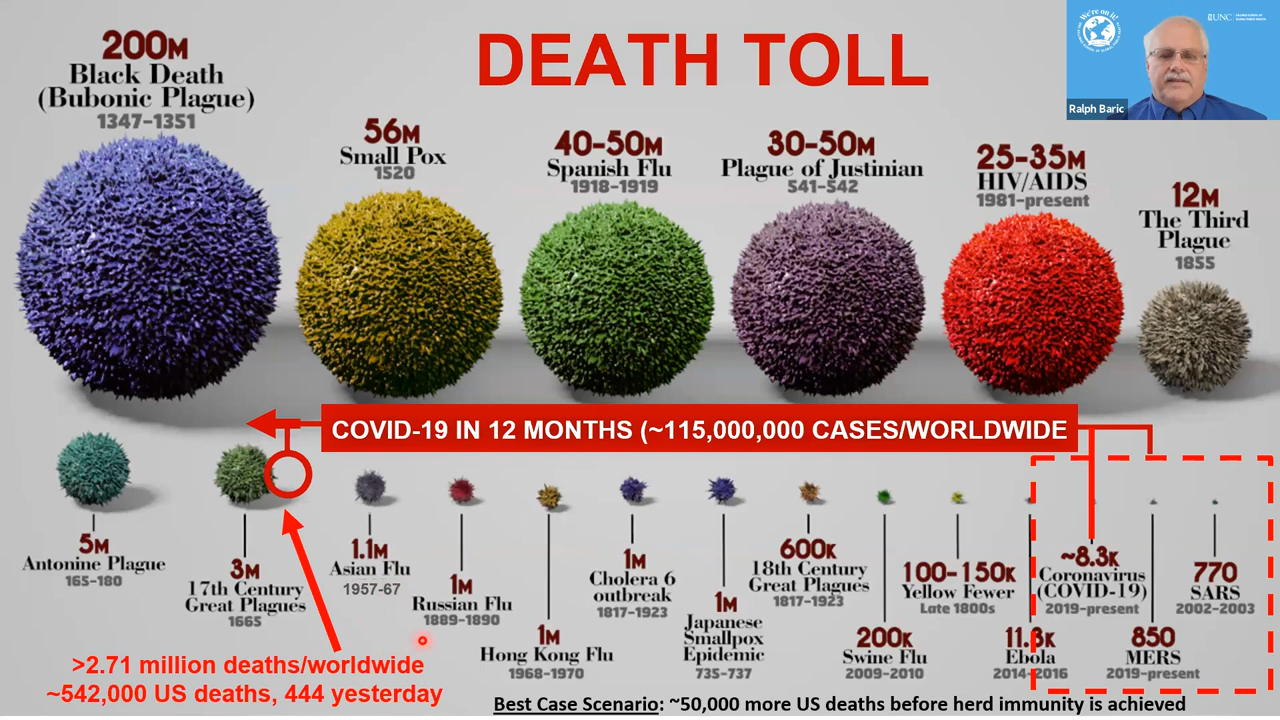 DEATH TOLL
We're on it!
UNC
Ralph Baric
200M
Black Death
(Bubonic Plague)
1347-1351
56M
Small Pox
1520
40-50M
Spanish Flu
1918-1919
30-50M
Plague of Justinian
541-542
25-35M
HIV/AIDS
1981-present
12M
The Third
Plague
1855
COVID-19 IN 12 MONTHS (~115,000,000 CASES/WORLDWIDE
5M
Antonine Plague
165-180
3M
17th Century
Great Plagues
1665
1.1M
Asian Flu
1957-67
1M
Russian Flu
1889-1890
1M
Hong Kong Flu
1968-1970
1M
Cholera 6
outbreak
1817-1923
1M
Japanese
Smallpox
Epidemic
735-737
600K
18th Century
Great Plagues
1817-1923
200K
Swine Flu
2009-2010
100-150K
Yellow Fewer
Late 1800s
11.3K
Ebola
2014-2016
~8.3K
Coronavirus
(COVID-19)
2019-present
850
MERS
2019-present
770
SARS
2002-2003
>2.71 million deaths/worldwide
~542,000 US deaths, 444 yesterday
Best Case Scenario: ~50,000 more US deaths before herd immunity is achieved